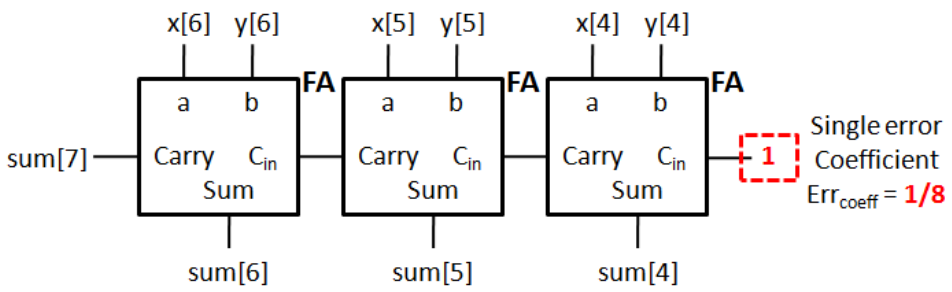 x[6] y[6] x[5] y[5] x[4] y[4]
FA FA FA
a b a b a b
sum[7] Carry Cin Carry Cin Carry Cin 1
Sum Sum Sum
sum[6] sum[5] sum[4]
Single error
Coefficient
Errcoeff = 1/8